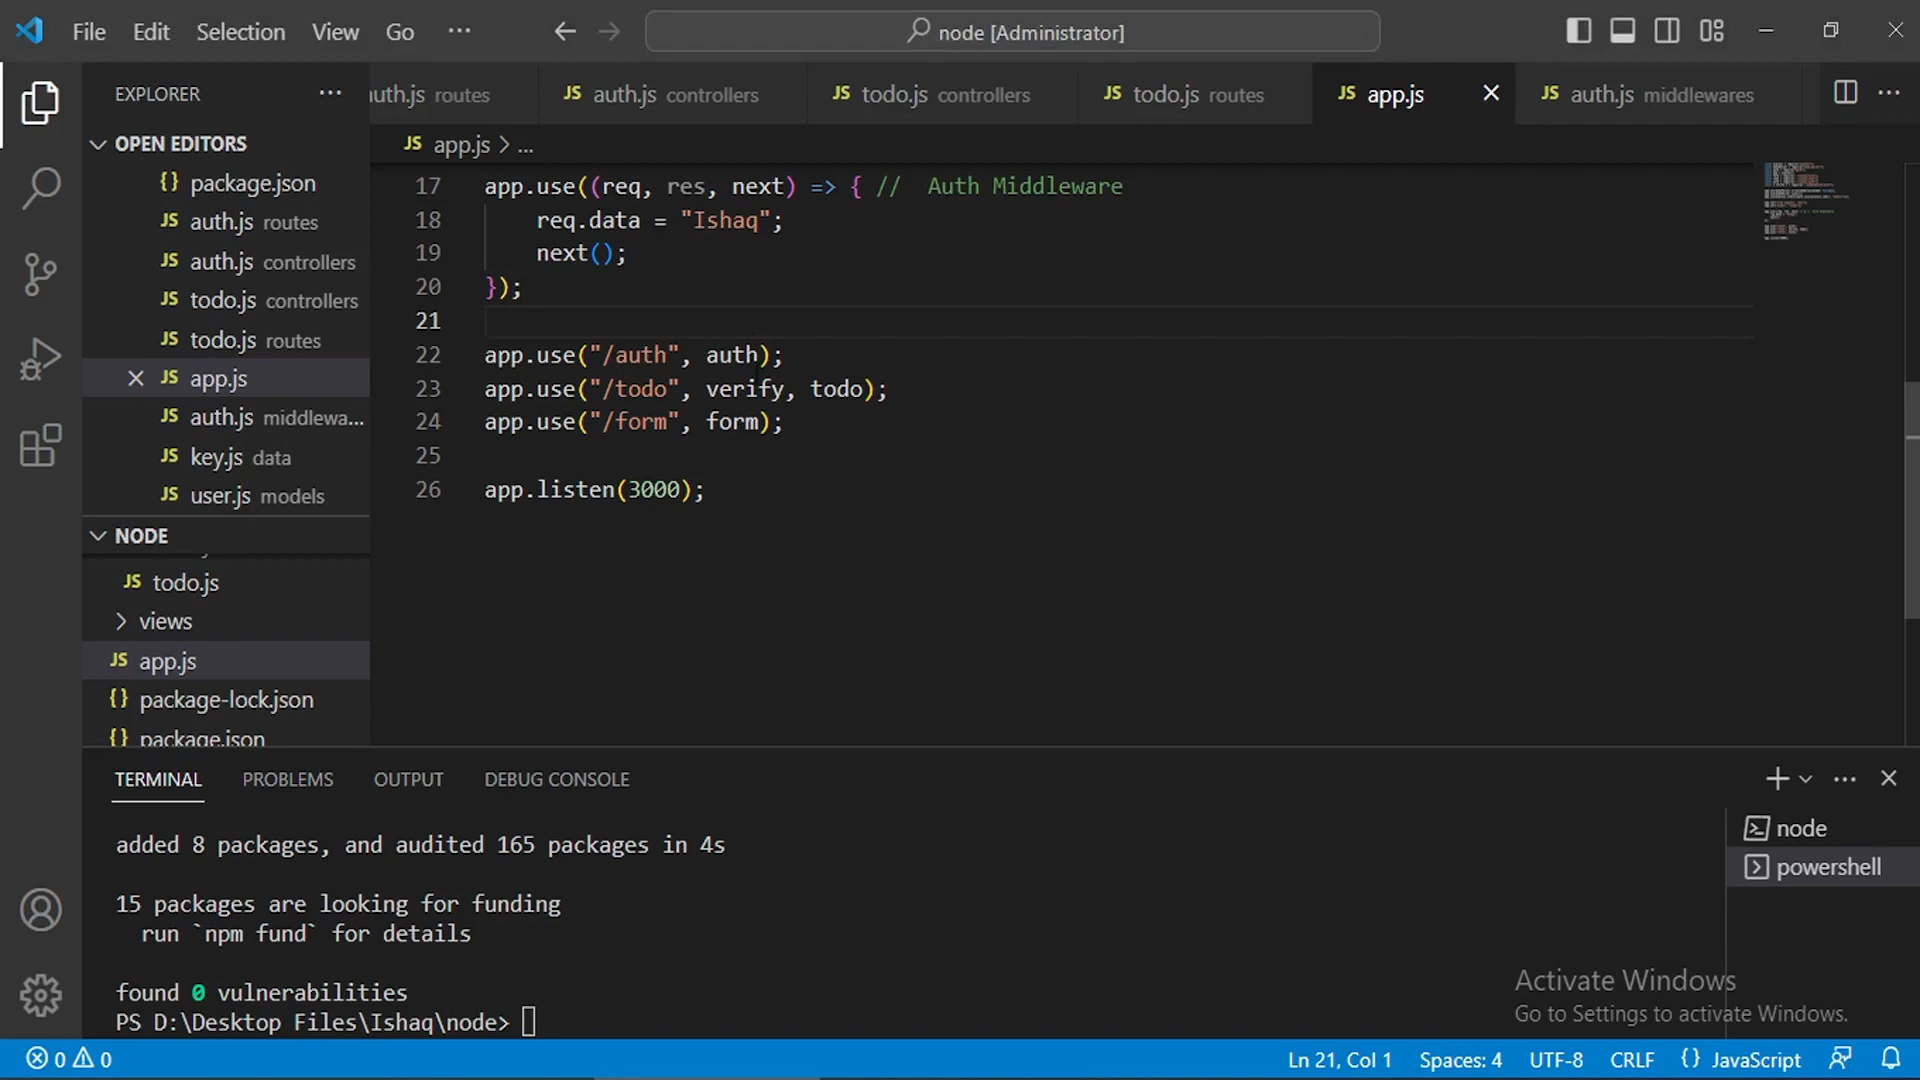 File Edit Selection View Go ···
node [Administrator]
EXPLORER ···
auth.js routes
JS auth.js controllers
JS todo.js controllers
JS todo.js routes
JS app.js
JS auth.js middlewares
OPEN EDITORS
{} package.json
JS auth.js routes
JS auth.js controllers
JS todo.js controllers
JS todo.js routes
JS app.js
JS auth.js middlewa...
JS key.js data
JS user.js models
NODE
JS todo.js
views
JS app.js
{} package-lock.json
{} package.json
JS app.js > ...
17 app.use((req, res, next) => { //  Auth Middleware
18 req.data = "Ishaq";
19 next();
20 });
21
22 app.use("/auth", auth);
23 app.use("/todo", verify, todo);
24 app.use("/form", form);
25
26 app.listen(3000);
TERMINAL PROBLEMS OUTPUT DEBUG CONSOLE
added 8 packages, and audited 165 packages in 4s
15 packages are looking for funding
run `npm fund` for details
found 0 vulnerabilities
PS D:\Desktop Files\Ishaq\node>
node
powershell
Activate Windows
Go to Settings to activate Windows.
0 0
Ln 21, Col 1 Spaces: 4 UTF-8 CRLF {} JavaScript